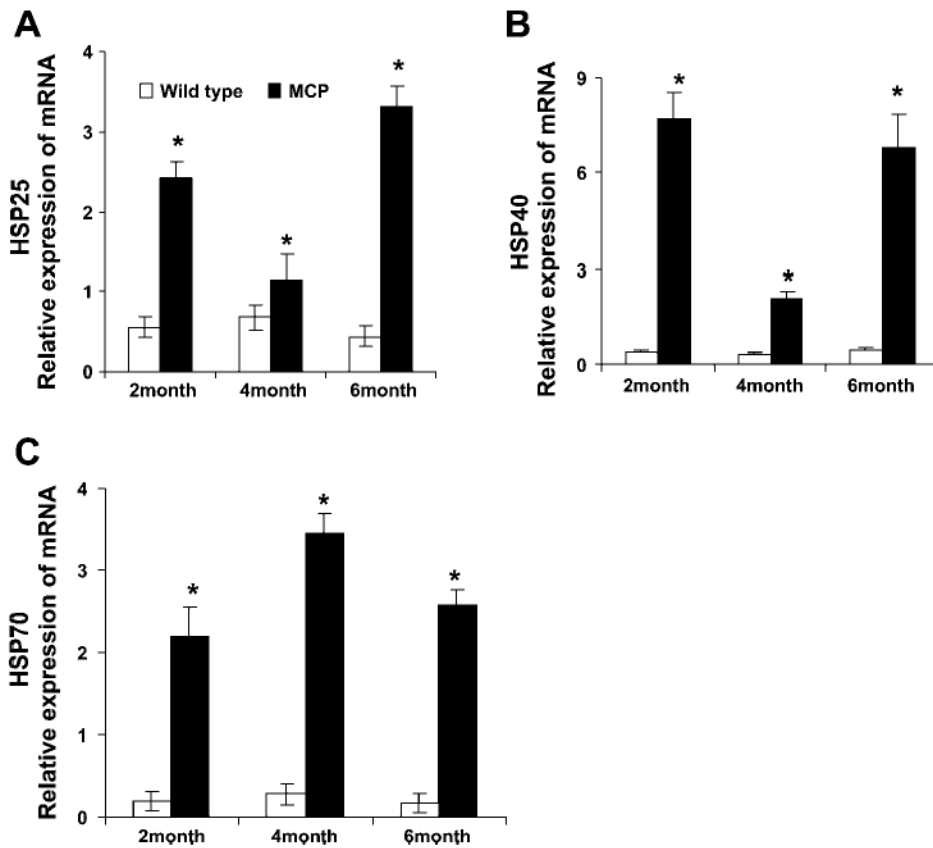 A
HSP25
Relative expression of mRNA
4
3
2
1
0
Wild type
MCP
*
*
*
2month
4month
6month
B
HSP40
Relative expression of mRNA
9
6
3
0
*
*
*
2month
4month
6month
C
HSP70
Relative expression of mRNA
4
3
2
1
0
*
*
*
2month
4month
6month